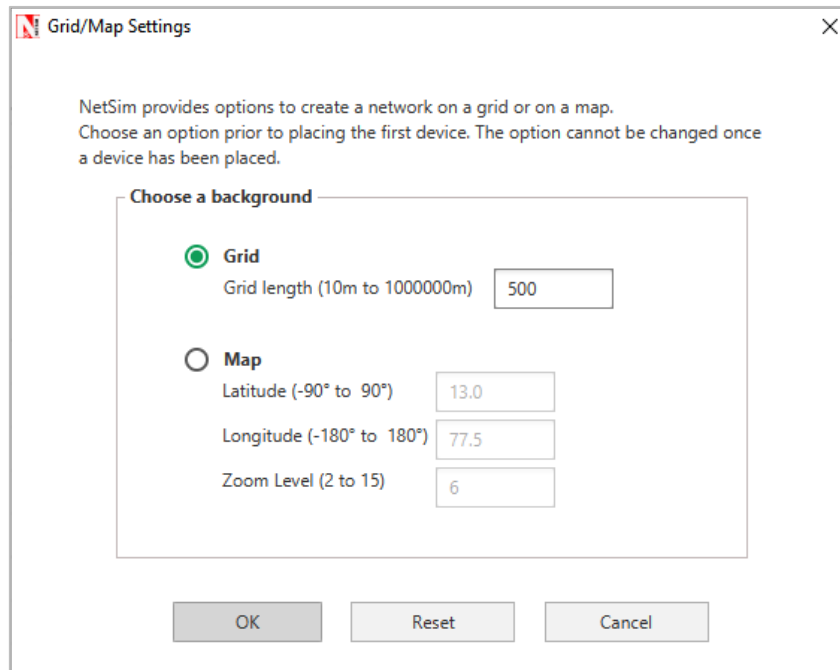 Grid/Map Settings
NetSim provides options to create a network on a grid or on a map.
Choose an option prior to placing the first device. The option cannot be changed once
a device has been placed.
Choose a background
Grid
Grid length (10m to 1000000m) 500
Map
Latitude (-90° to 90°) 13.0
Longitude (-180° to 180°) 77.5
Zoom Level (2 to 15) 6
OK Reset Cancel